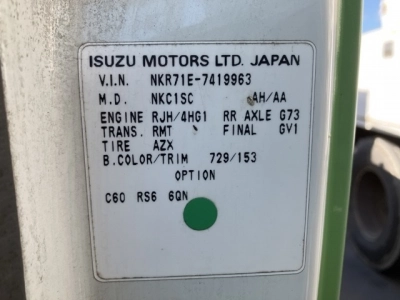 ISUZU MOTORS LTD. JAPAN
V.I.N. NKR71E-7419963
M.D. NKC1SC AH/AA
ENGINE RJH/4HG1 RR AXLE G73
TRANS. RMT FINAL GV1
TIRE AZX
B.COLOR/TRIM 729/153
OPTION
C60 RS6 6QN